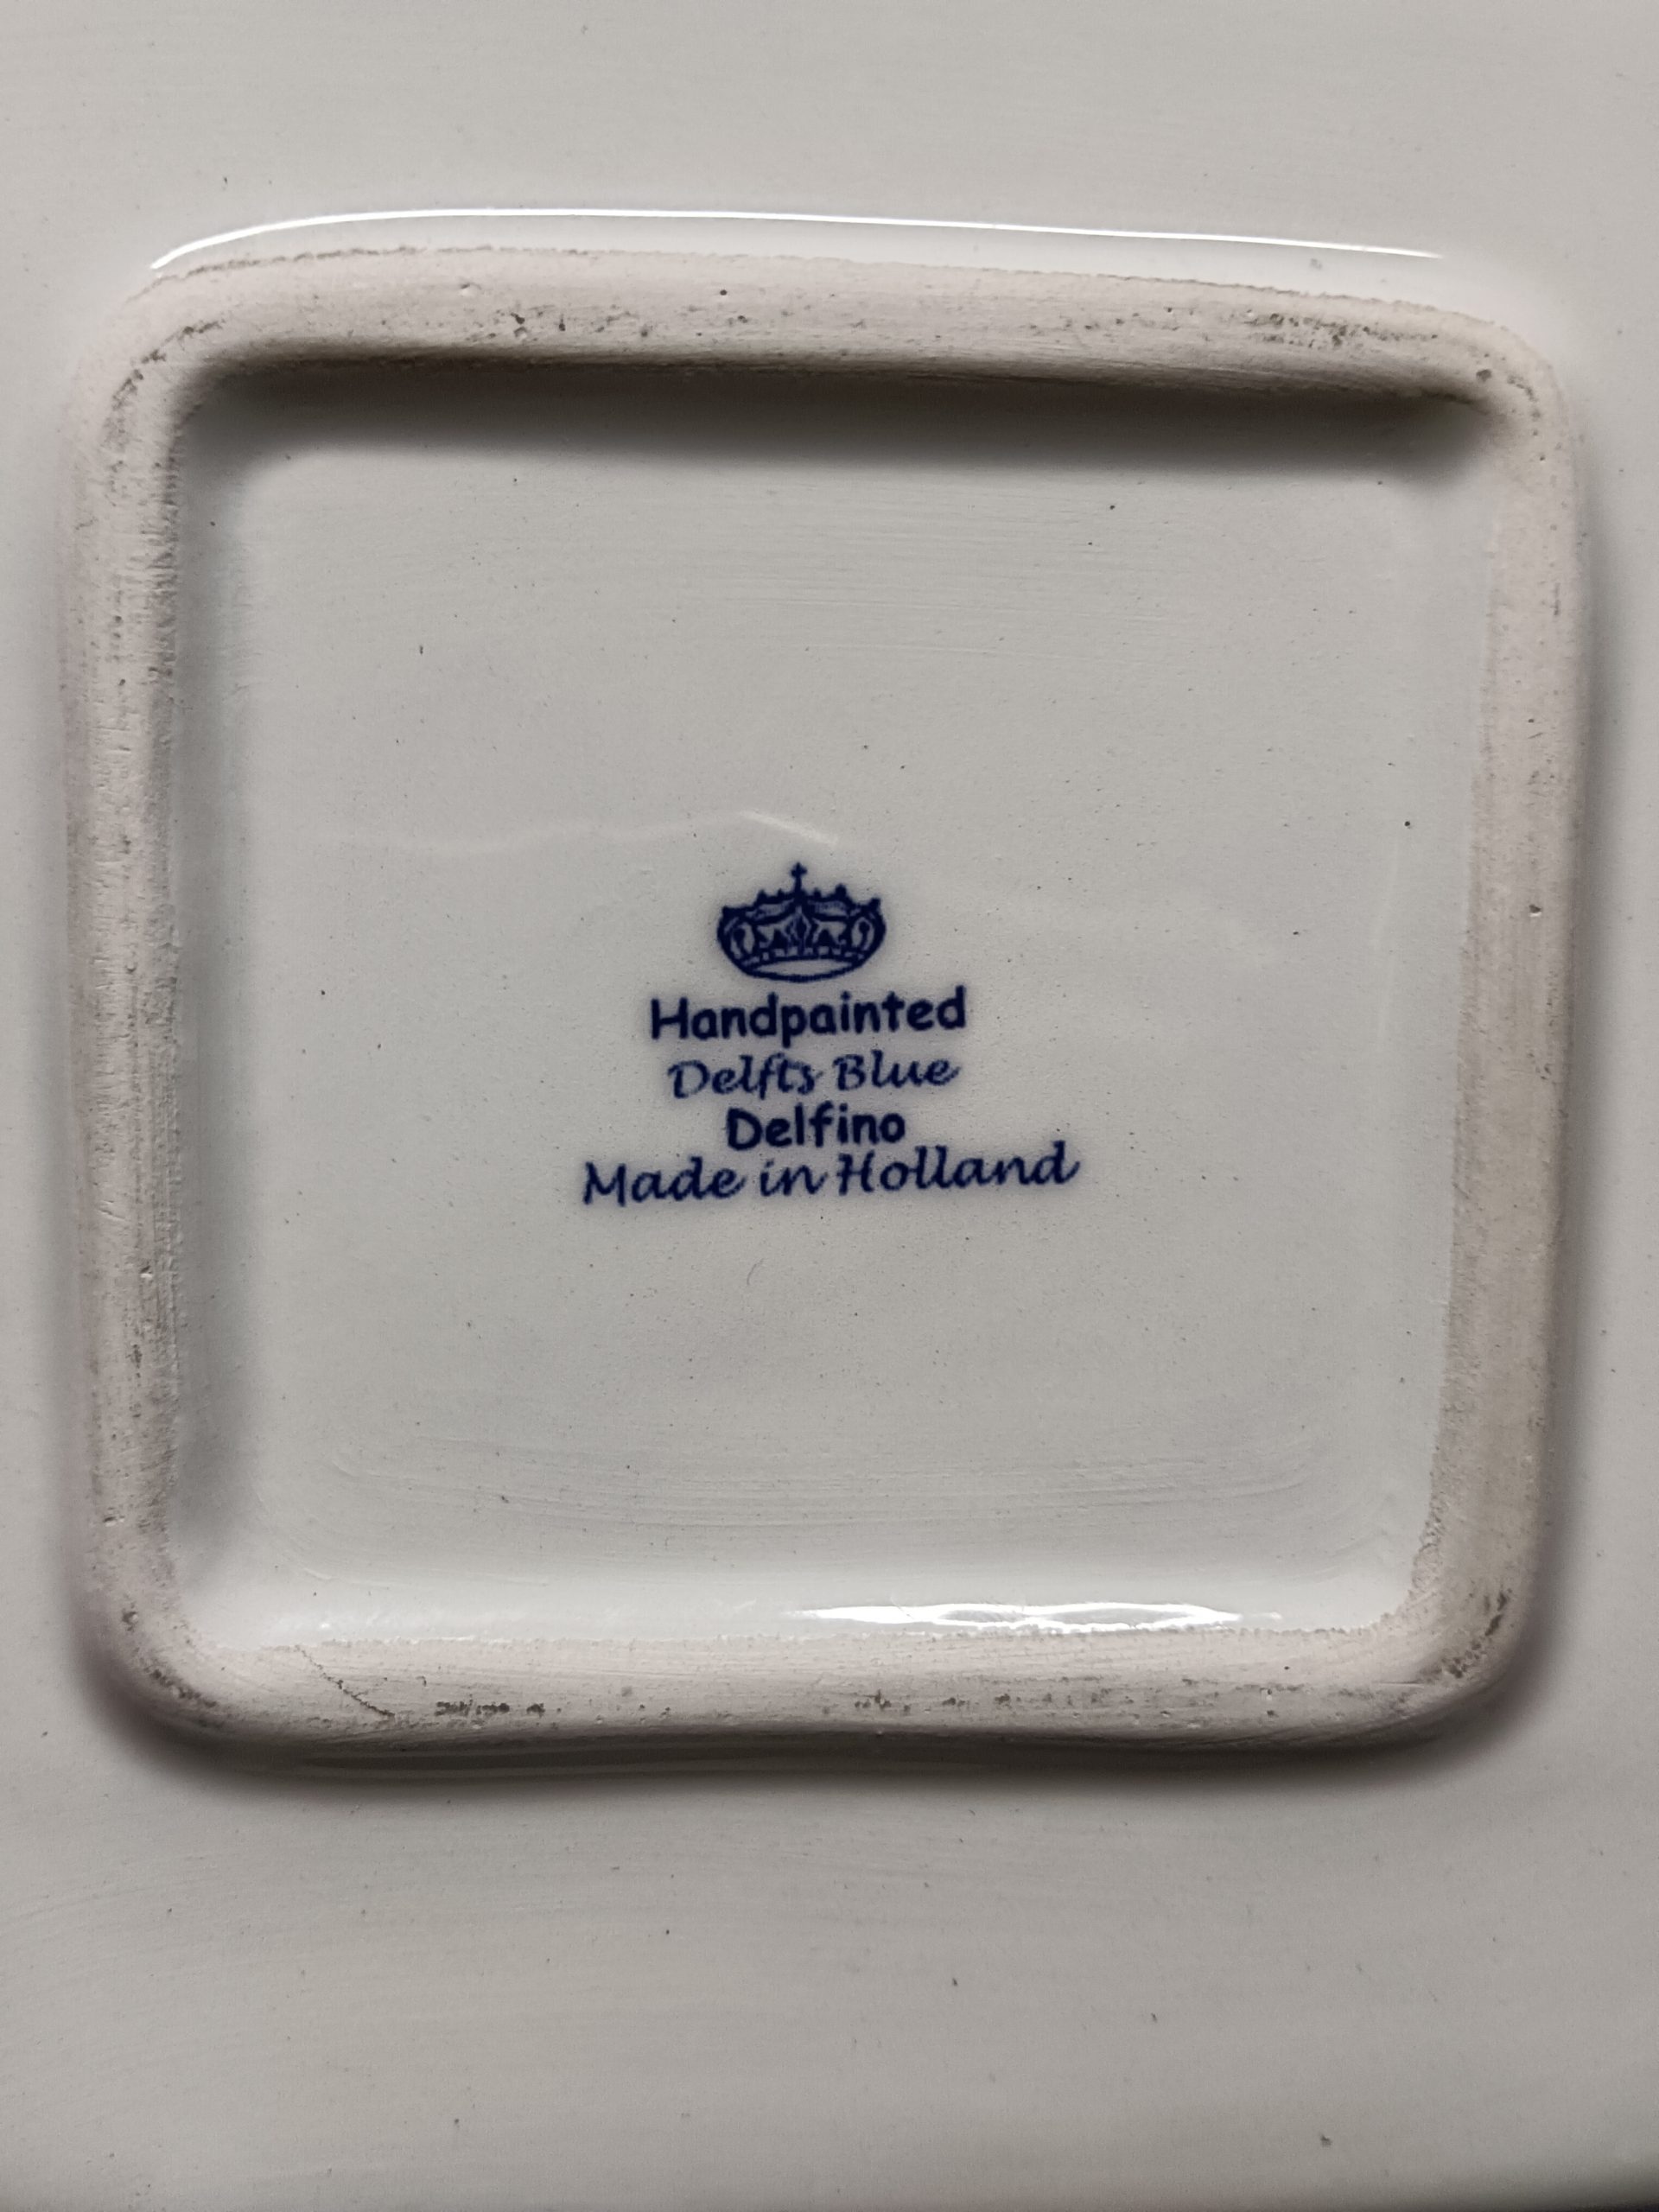 Handpainted
Delfts Blue
Delfino
Made in Holland